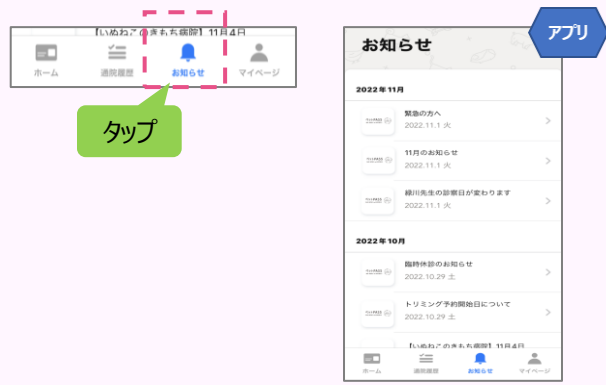 【いぬねこのきもち病院】11月4日
ホーム
通院履歴
お知らせ
マイページ
タップ
アプリ
お知らせ
2022年11月
緊急の方へ
2022.11.1 火
11月のお知らせ
2022.11.1 火
緑川先生の診察日が変わります
2022.11.1 火
2022年10月
臨時休診のお知らせ
2022.10.29 土
トリミング予約開始日について
2022.10.29 土
【いぬねこのきもち病院】11月4日
ホーム
通院履歴
お知らせ
マイページ